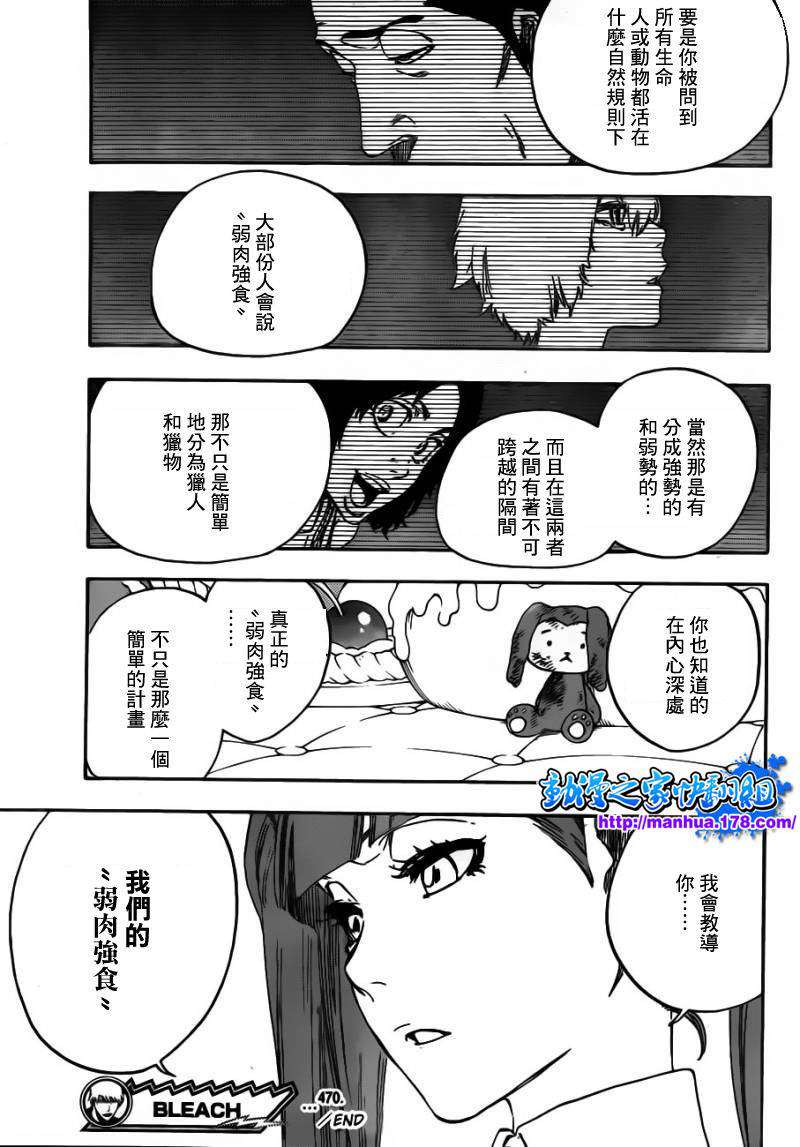 要是你被問到
所有生命
人或動物都活在
什麼自然規則下
大部份人會說
〝弱肉強食〞
當然那是有
分成強勢的
和弱勢的…
而且在這兩者
之間有著不可
跨越的隔間
那不只是簡單
地分為獵人
和獵物
你也知道的
在內心深處
真正的
〝弱肉強食〞
……
不只是那麼一個
簡單的計畫
動漫之家快翻組
http://manhua.178.com/
我會教導
你……
我們的
〝弱肉強食〞
BLEACH
...470.
/END